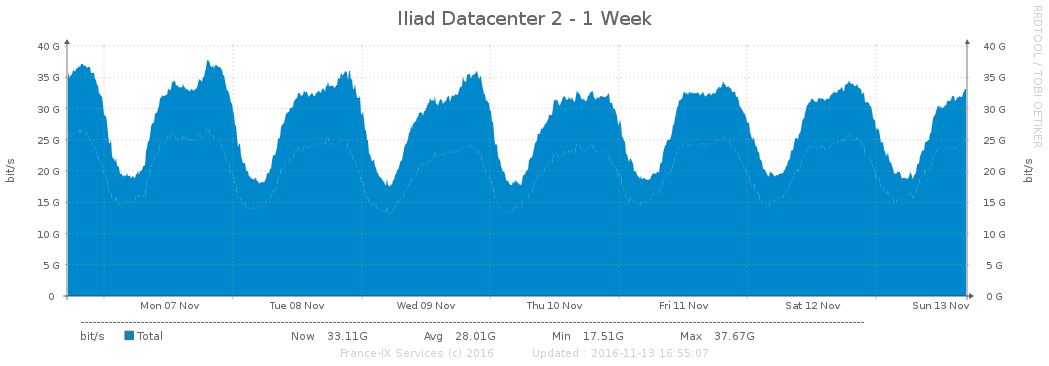 Iliad Datacenter 2 - 1 Week
RRDTOOL / TOBI OETIKER
40 G 40 G
35 G 35 G
30 G 30 G
25 G 25 G
20 G 20 G
15 G 15 G
10 G 10 G
5 G 5 G
0 0 G
bit/s bit/s
Mon 07 Nov Tue 08 Nov Wed 09 Nov Thu 10 Nov Fri 11 Nov Sat 12 Nov Sun 13 Nov
bit/s Total Now 33.11G Avg 28.01G Min 17.51G Max 37.67G
France-IX Services (c) 2016 Updated : 2016-11-13 16:55:07